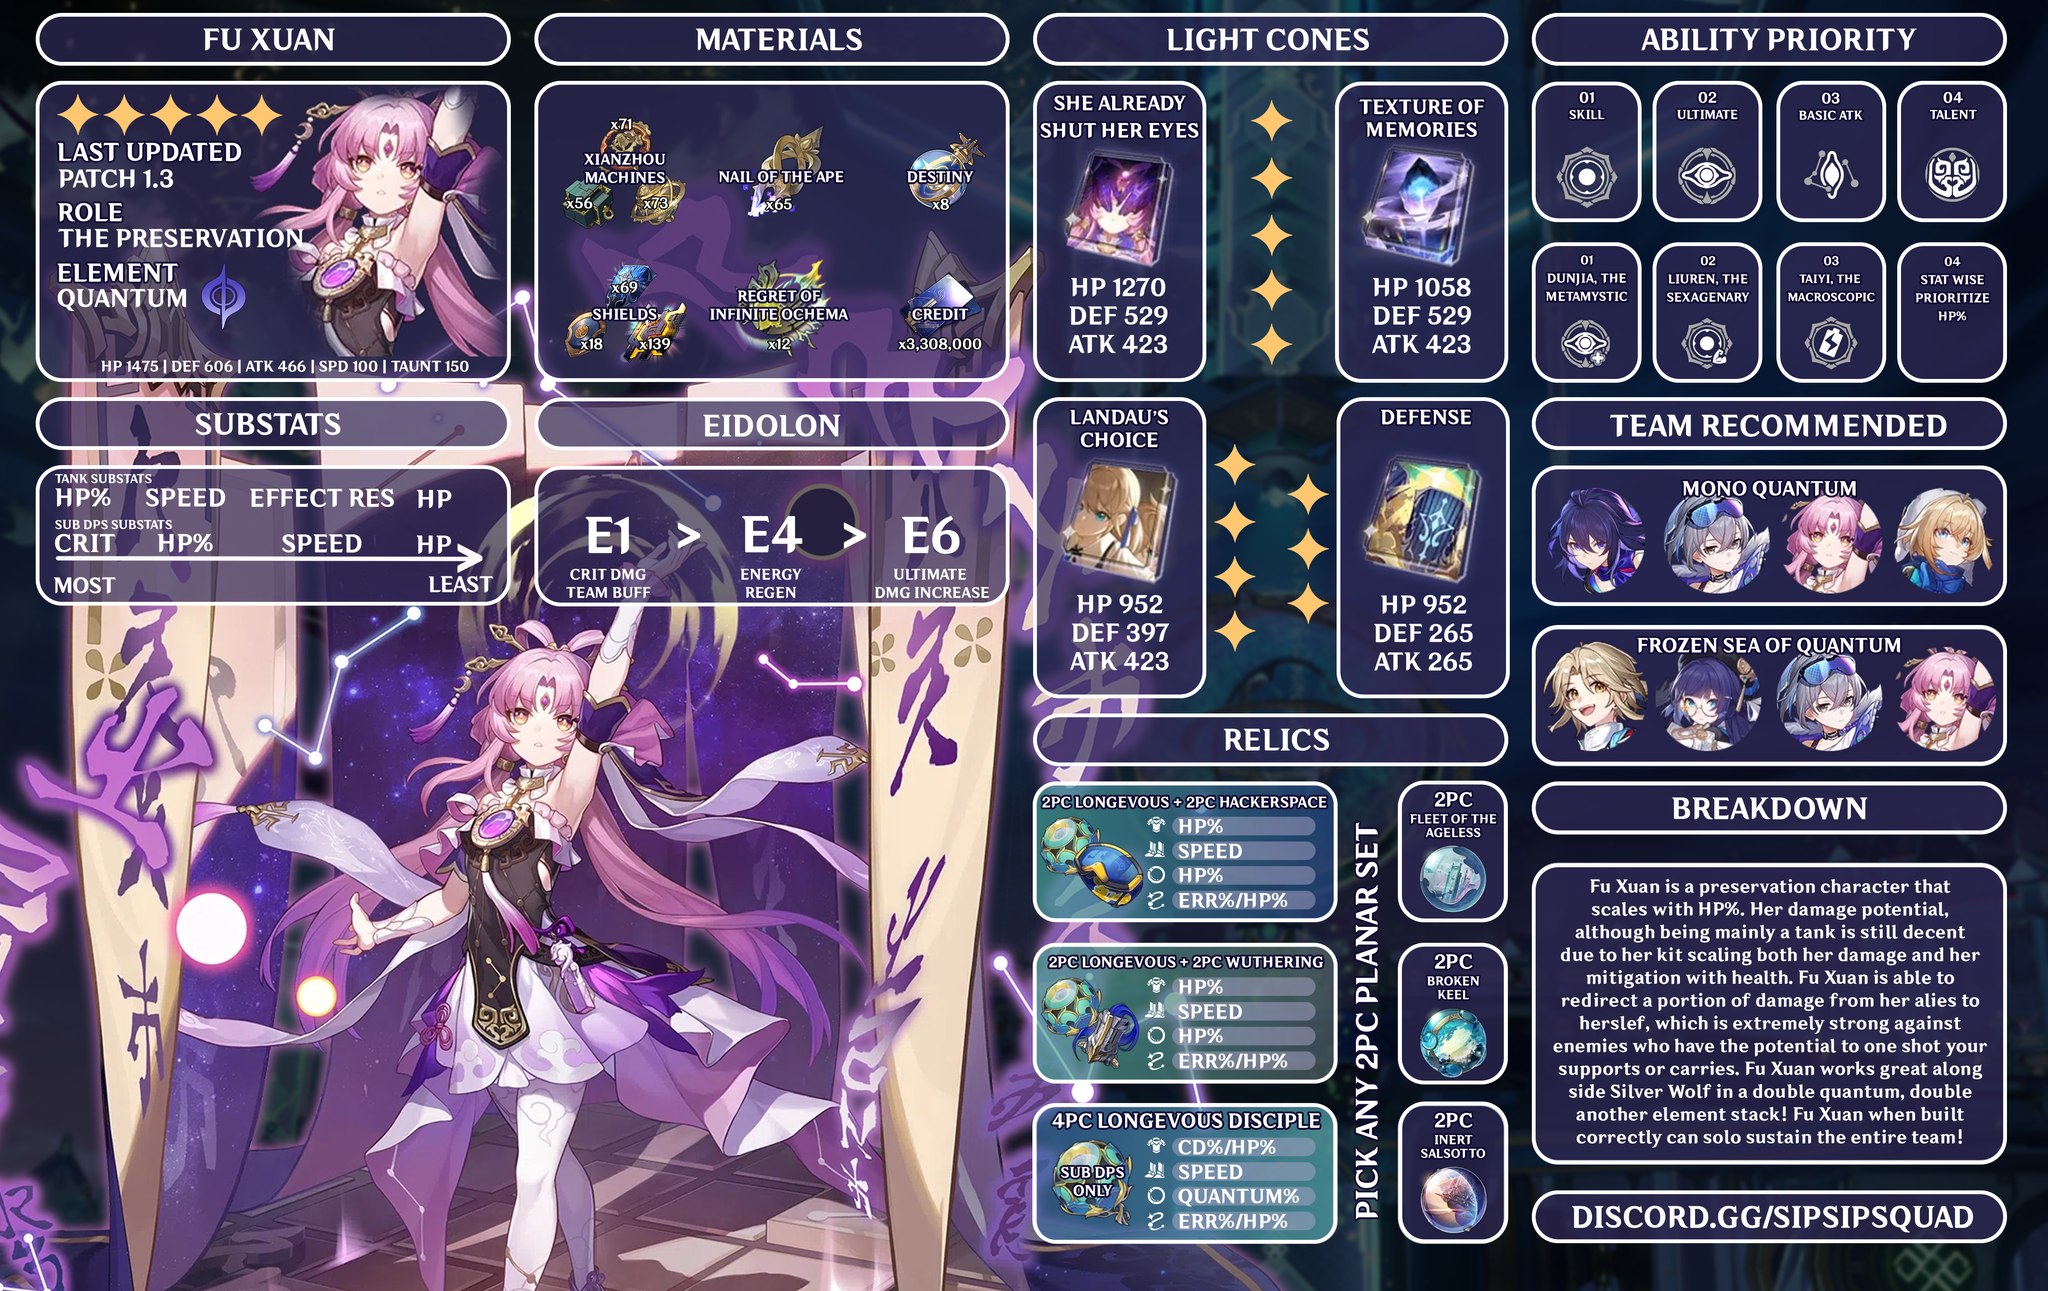 FU XUAN
LAST UPDATED
PATCH 1.3
ROLE
THE PRESERVATION
ELEMENT
QUANTUM
HP 1475 | DEF 606 | ATK 466 | SPD 100 | TAUNT 150
SUBSTATS
TANK SUBSTATS
HP% SPEED EFFECT RES HP
SUB DPS SUBSTATS
CRIT HP% SPEED HP
MOST LEAST
MATERIALS
x71
XIANZHOU
MACHINES
x56 x73
NAIL OF THE APE
x65
DESTINY
x8
x69
SHIELDS
x18 x139
REGRET OF
INFINITE OCHEMA
x12
CREDIT
x3,308,000
EIDOLON
E1 > E4 > E6
CRIT DMG
TEAM BUFF
ENERGY
REGEN
ULTIMATE
DMG INCREASE
LIGHT CONES
SHE ALREADY
SHUT HER EYES
HP 1270
DEF 529
ATK 423
TEXTURE OF
MEMORIES
HP 1058
DEF 529
ATK 423
LANDAU'S
CHOICE
HP 952
DEF 397
ATK 423
DEFENSE
HP 952
DEF 265
ATK 265
RELICS
2PC LONGEVOUS + 2PC HACKERSPACE
HP%
SPEED
HP%
ERR%/HP%
2PC LONGEVOUS + 2PC WUTHERING
HP%
SPEED
HP%
ERR%/HP%
4PC LONGEVOUS DISCIPLE
SUB DPS
ONLY
CD%/HP%
SPEED
QUANTUM%
ERR%/HP%
PICK ANY 2PC PLANAR SET
2PC
FLEET OF THE
AGELESS
2PC
BROKEN
KEEL
2PC
INERT
SALSOTTO
ABILITY PRIORITY
01
SKILL
02
ULTIMATE
03
BASIC ATK
04
TALENT
01
DUNJIA, THE
METAMYSTIC
02
LIUREN, THE
SEXAGENARY
03
TAIYI, THE
MACROSCOPIC
04
STAT WISE
PRIORITIZE
HP%
TEAM RECOMMENDED
MONO QUANTUM
FROZEN SEA OF QUANTUM
BREAKDOWN
Fu Xuan is a preservation character that
scales with HP%. Her damage potential,
although being mainly a tank is still decent
due to her kit scaling both her damage and her
mitigation with health. Fu Xuan is able to
redirect a portion of damage from her alies to
herslef, which is extremely strong against
enemies who have the potential to one shot your
supports or carries. Fu Xuan works great along
side Silver Wolf in a double quantum, double
another element stack! Fu Xuan when built
correctly can solo sustain the entire team!
DISCORD.GG/SIPSIPSQUAD